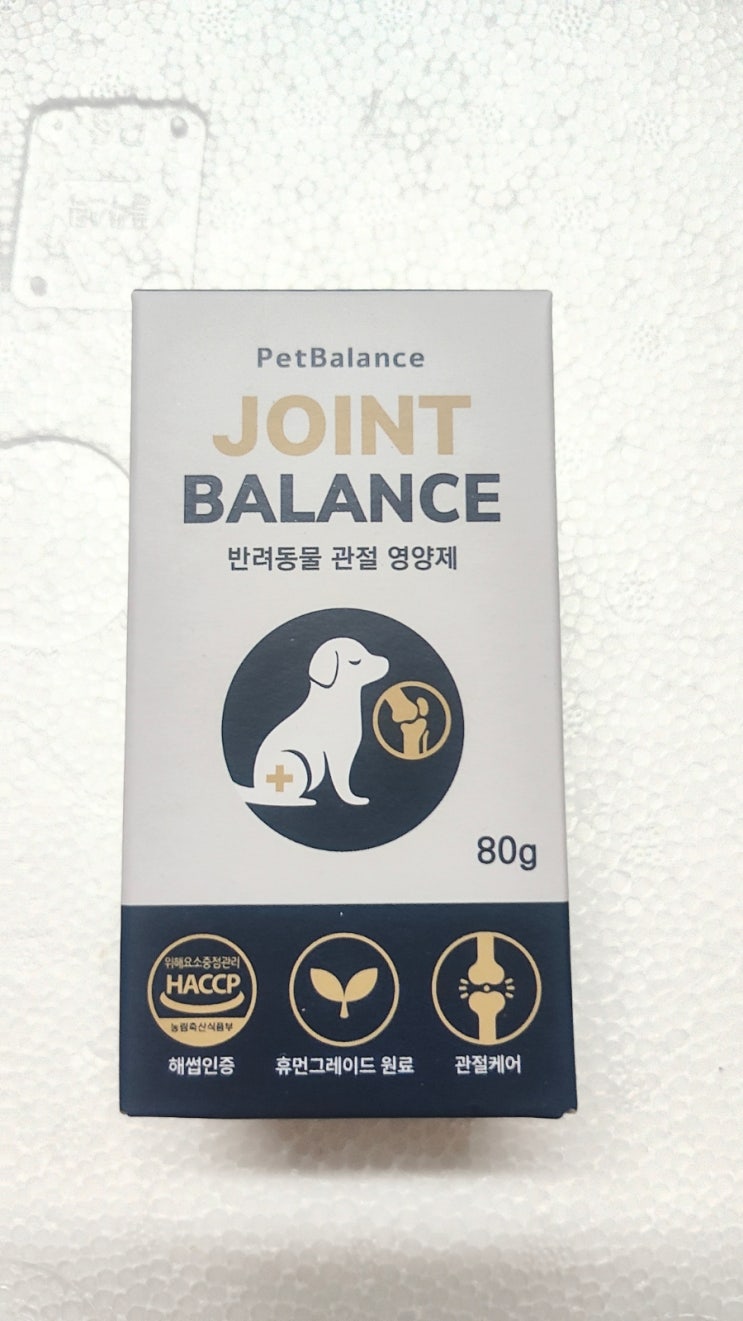 PetBalance
JOINT
BALANCE
반려동물 관절 영양제
80g
위해요소중점관리
HACCP
농림축산식품부
해썹인증
휴먼그레이드 원료
관절케어